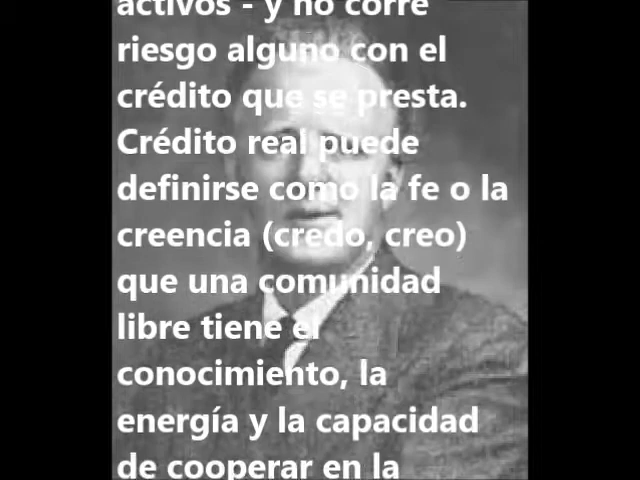 activos - y no corre
riesgo alguno con el
crédito que se presta.
Crédito real puede
definirse como la fe o la
creencia (credo, creo)
que una comunidad
libre tiene el
conocimiento, la
energía y la capacidad
de cooperar en la